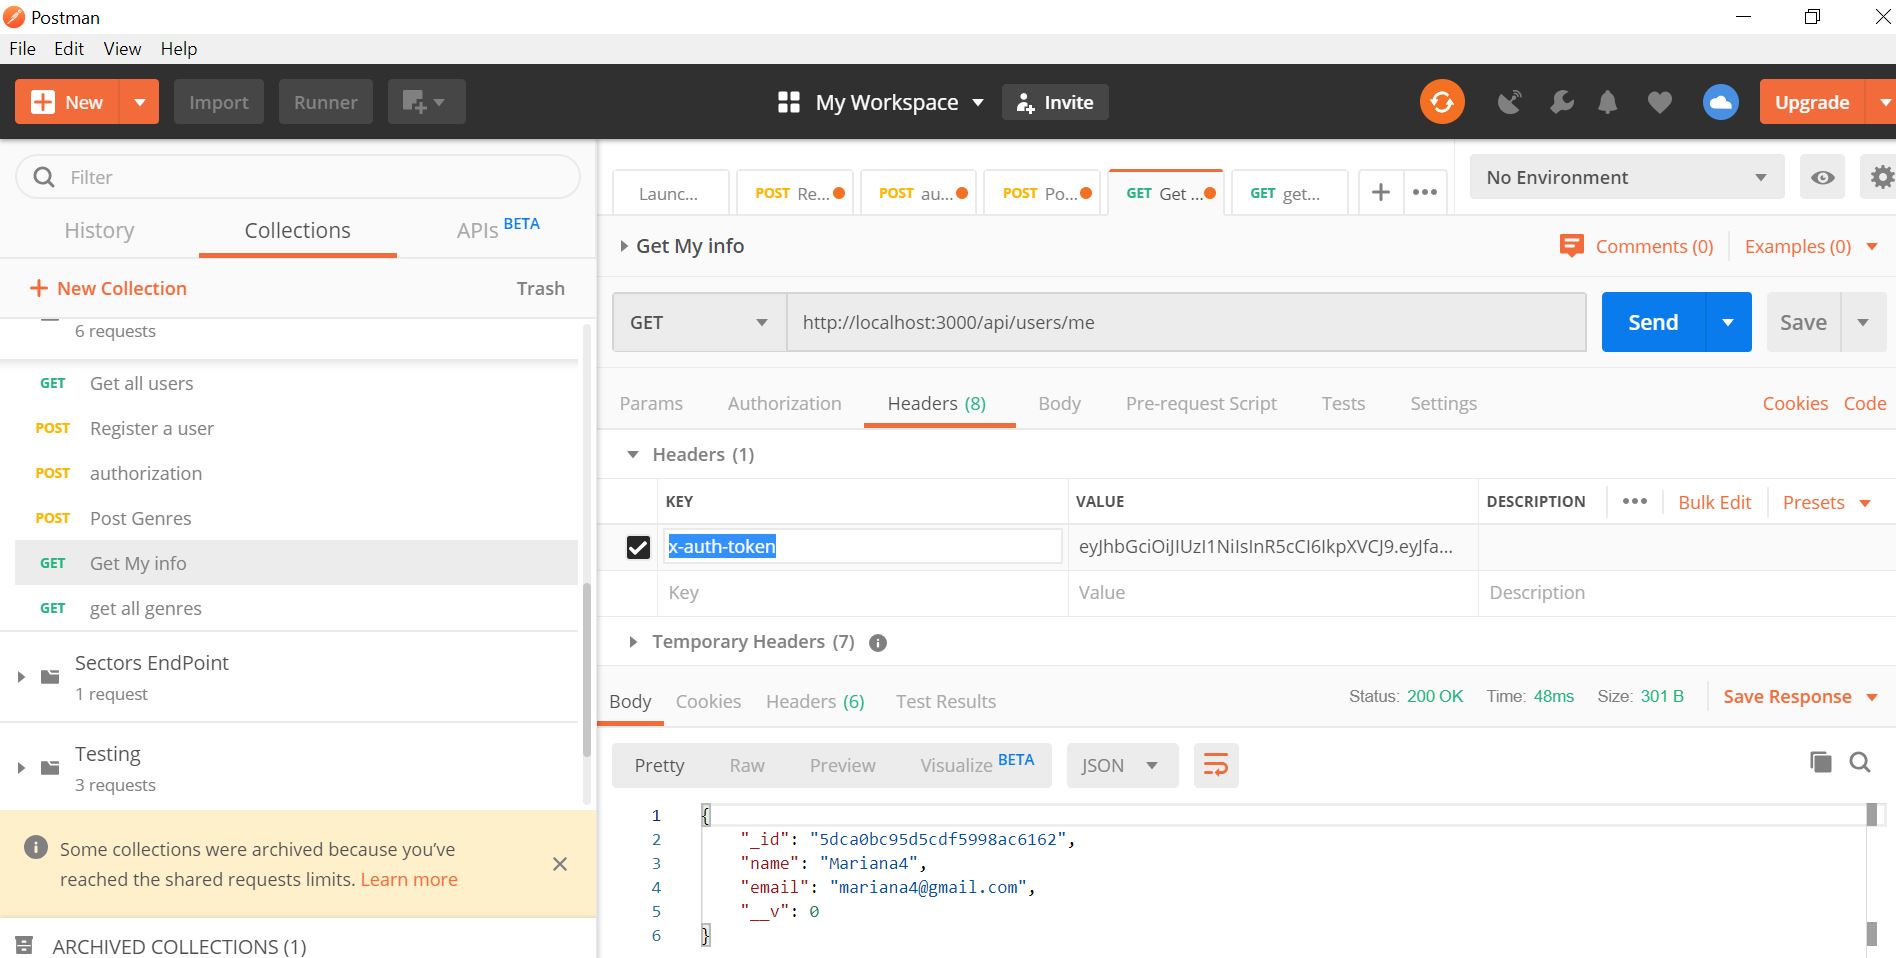 Postman
File Edit View Help
New Import Runner My Workspace Invite Upgrade
Filter
History Collections APIs BETA
New Collection Trash
6 requests
GET Get all users
POST Register a user
POST authorization
POST Post Genres
GET Get My info
GET get all genres
Sectors EndPoint
1 request
Testing
3 requests
Some collections were archived because you've
reached the shared requests limits. Learn more
ARCHIVED COLLECTIONS (1)
Launc... POST Re... POST au... POST Po... GET Get ... GET get... No Environment
Get My info Comments (0) Examples (0)
GET http://localhost:3000/api/users/me Send Save
Params Authorization Headers (8) Body Pre-request Script Tests Settings Cookies Code
Headers (1)
KEY VALUE DESCRIPTION Bulk Edit Presets
x-auth-token eyJhbGciOiJIUzI1NiIsInR5cCI6IkpXVCJ9.eyJfa...
Key Value Description
Temporary Headers (7)
Body Cookies Headers (6) Test Results Status: 200 OK Time: 48ms Size: 301 B Save Response
Pretty Raw Preview Visualize BETA JSON
1 {
2 "_id": "5dca0bc95d5cdf5998ac6162",
3 "name": "Mariana4",
4 "email": "mariana4@gmail.com",
5 "__v": 0
6 }